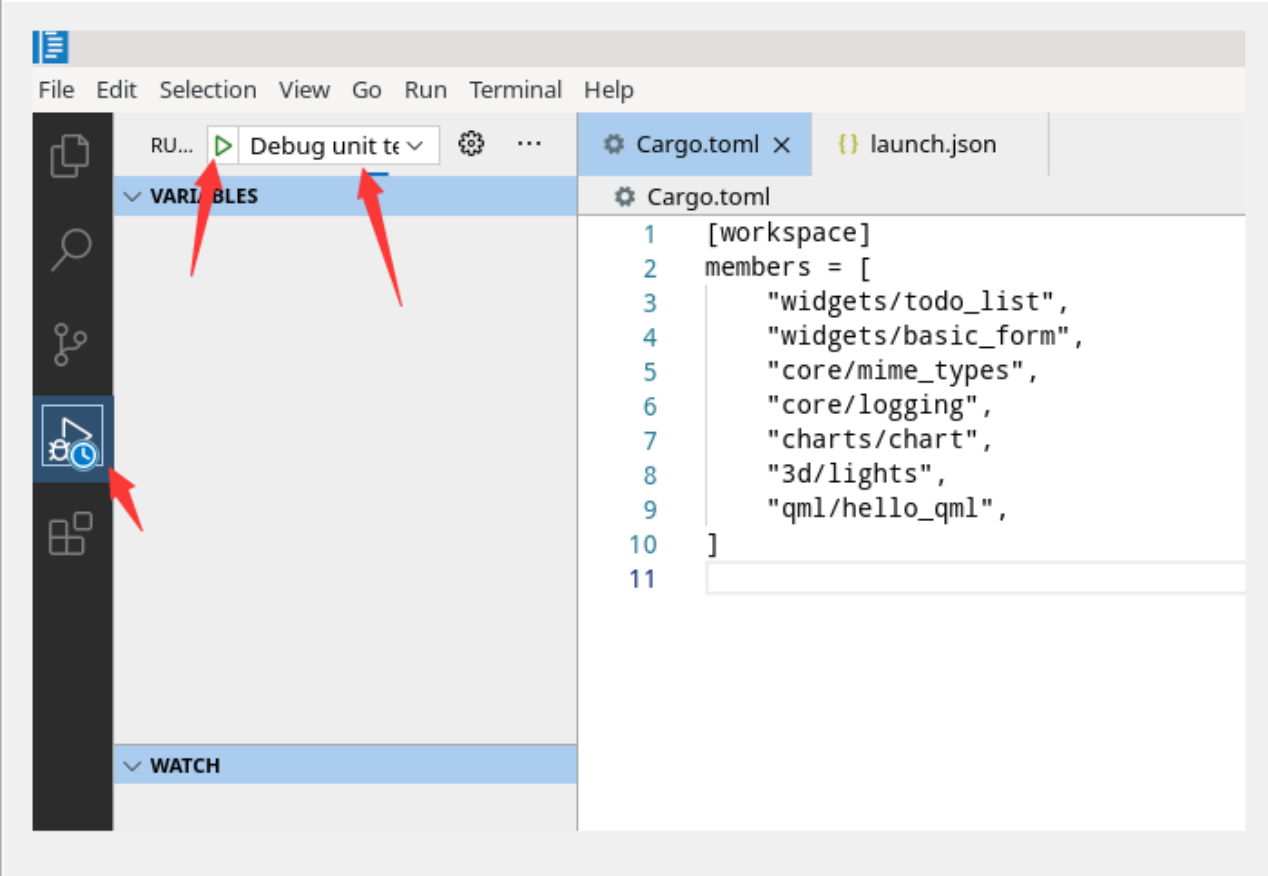 File Edit Selection View Go Run Terminal Help
RU... Debug unit te
Cargo.toml launch.json
VARIABLES
Cargo.toml
1 [workspace]
2 members = [
3 "widgets/todo_list",
4 "widgets/basic_form",
5 "core/mime_types",
6 "core/logging",
7 "charts/chart",
8 "3d/lights",
9 "qml/hello_qml",
10 ]
11
WATCH